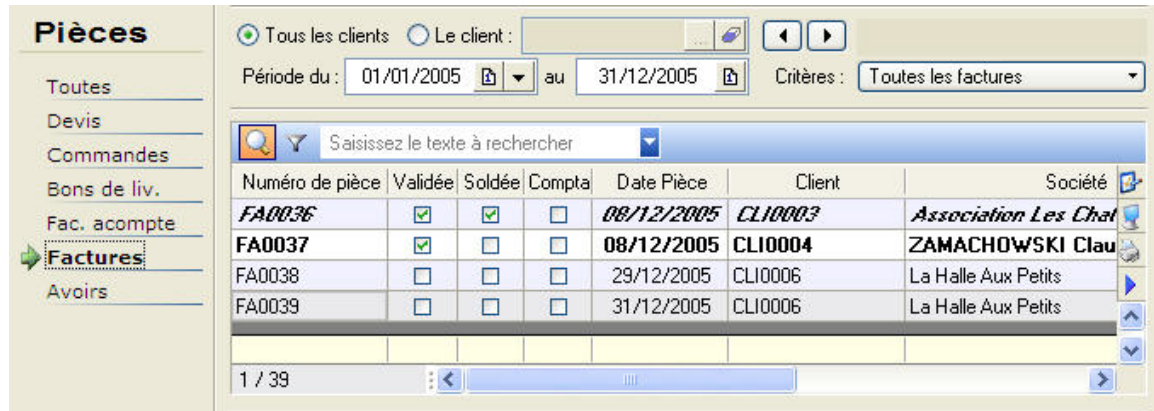 Pièces
Toutes
Devis
Commandes
Bons de liv.
Fac. acompte
Factures
Avoirs
Tous les clients Le client : ...
Période du : 01/01/2005 au 31/12/2005 Critères : Toutes les factures
Saisissez le texte à rechercher
Numéro de pièce Validée Soldée Compta Date Pièce Client Société
FA0036 08/12/2005 CLI0003 Association Les Chat
FA0037 08/12/2005 CLI0004 ZAMACHOWSKI Clau
FA0038 29/12/2005 CLI0006 La Halle Aux Petits
FA0039 31/12/2005 CLI0006 La Halle Aux Petits
1 / 39